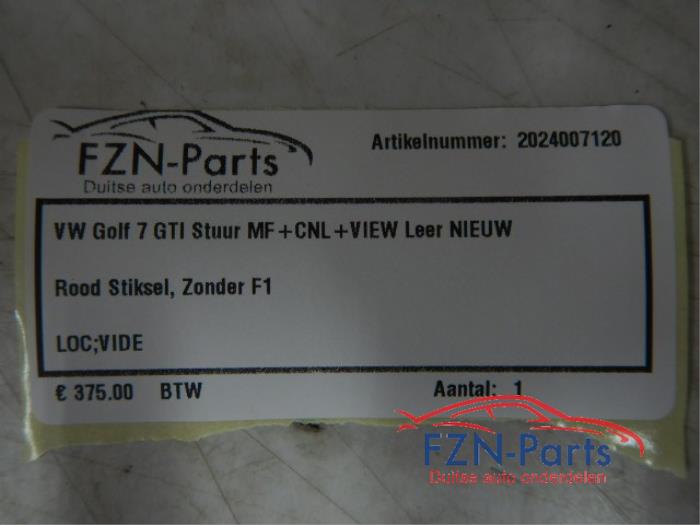 FZN-Parts
Duitse auto onderdelen
Artikelnummer: 2024007120
VW Golf 7 GTI Stuur MF+CNL+VIEW Leer NIEUW
Rood Stiksel, Zonder F1
LOC;VIDE
€ 375.00 BTW
Aantal: 1
FZN-Parts
Duitse auto onderdelen